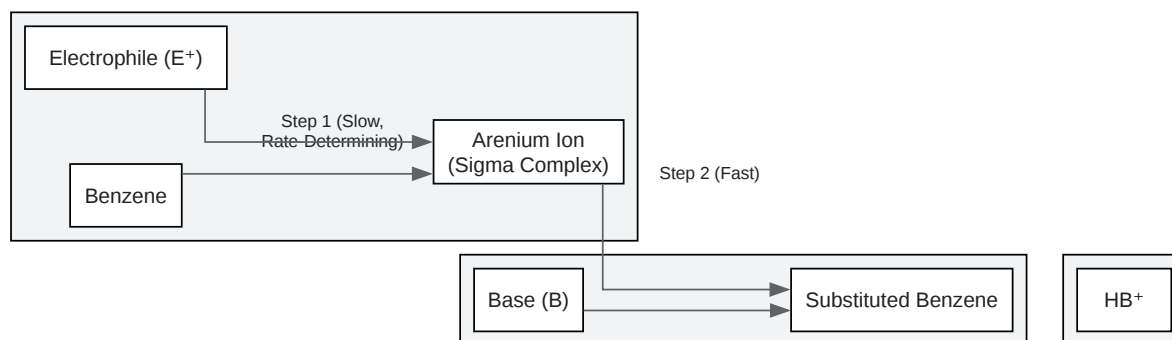 Electrophile (E⁺)
Step 1 (Slow,
Rate-Determining)
Arenium Ion
(Sigma Complex)
Step 2 (Fast)
Benzene
Base (B)
Substituted Benzene
HB⁺